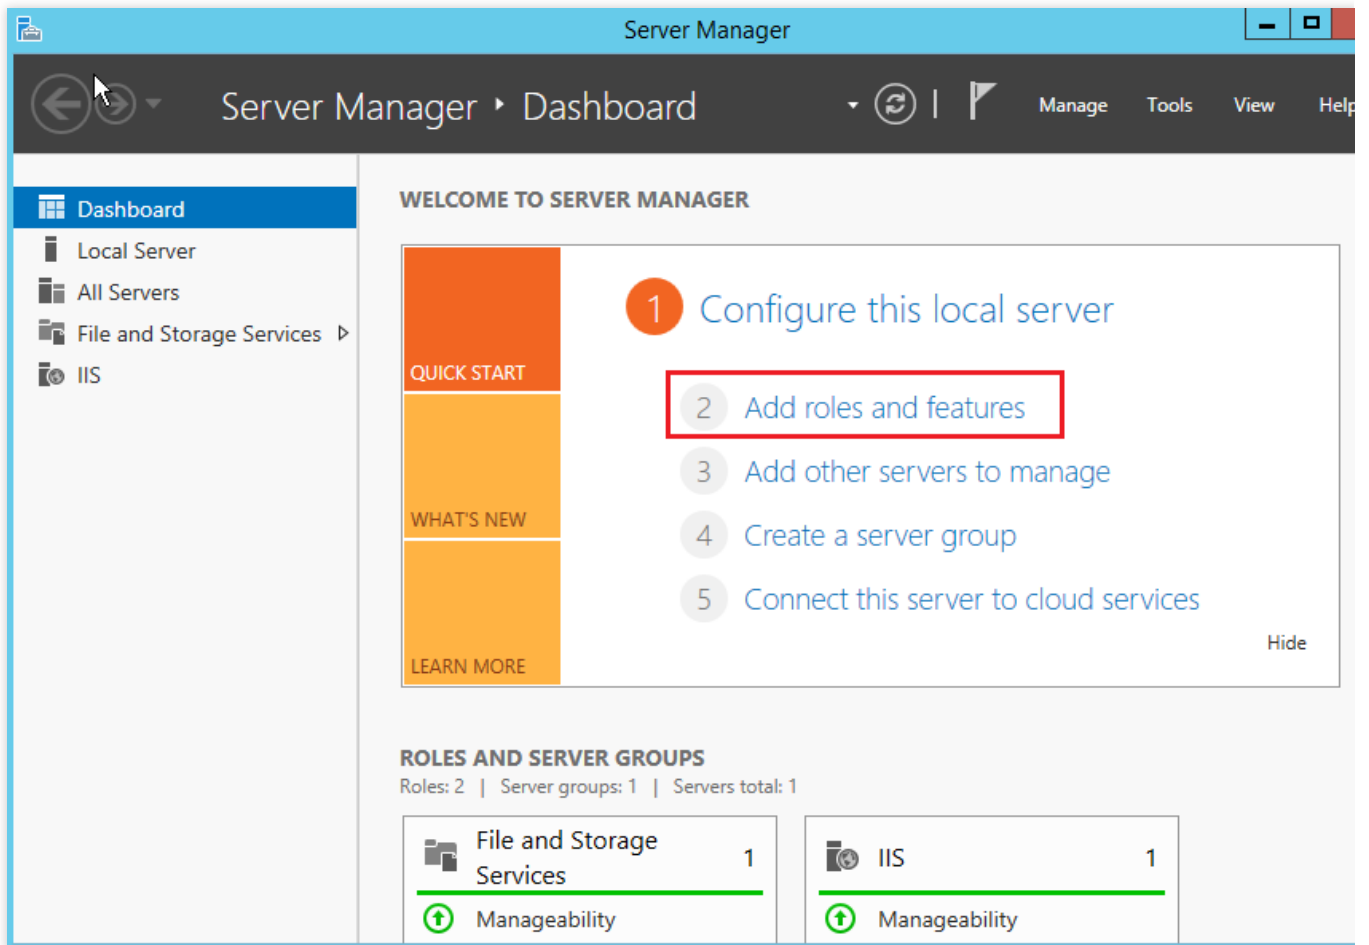 Server Manager
Server Manager ‣ Dashboard
Manage Tools View Help
Dashboard
Local Server
All Servers
File and Storage Services
IIS
WELCOME TO SERVER MANAGER
QUICK START
WHAT'S NEW
LEARN MORE
1 Configure this local server
2 Add roles and features
3 Add other servers to manage
4 Create a server group
5 Connect this server to cloud services
Hide
ROLES AND SERVER GROUPS
Roles: 2 | Server groups: 1 | Servers total: 1
File and Storage
Services 1
Manageability
IIS 1
Manageability